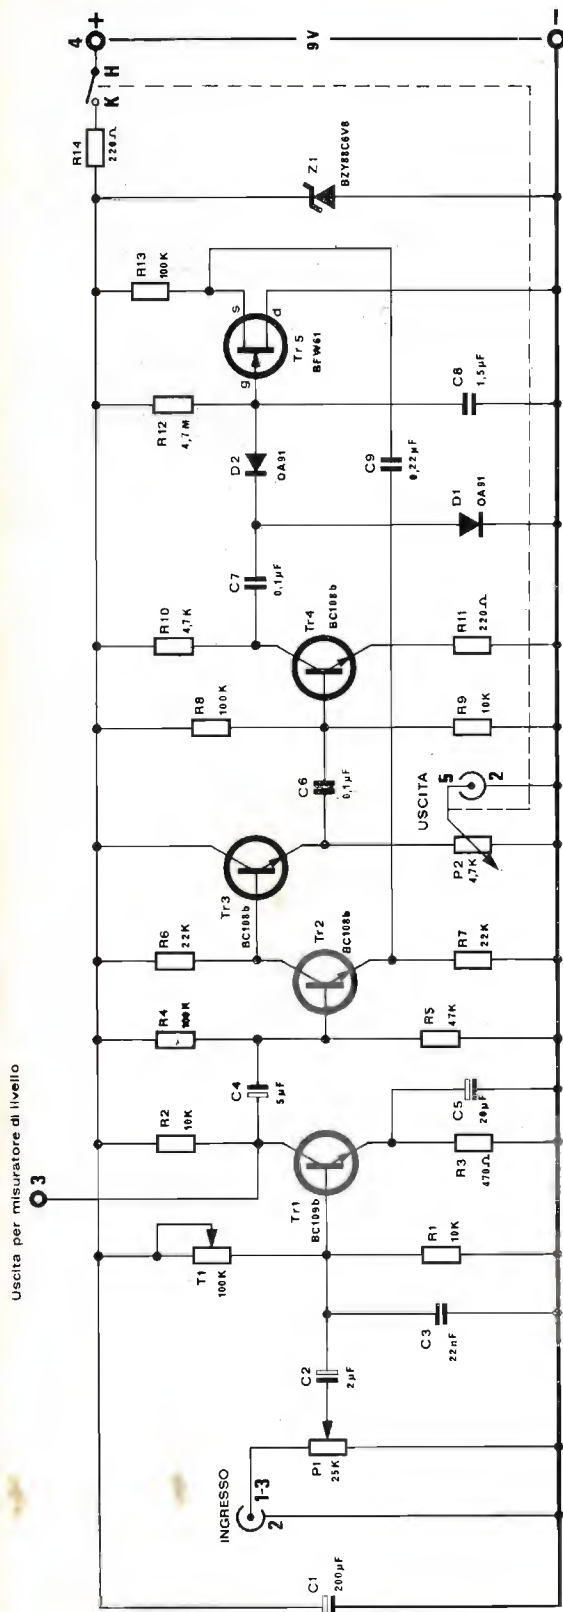 Uscita per misuratore di livello
3
INGRESSO
1-3
2
C1
200µF
P1
25K
C2
2µF
C3
22nF
T1
100K
R1
10K
Tr1
BC109b
R2
10K
R3
470Ω
C5
20µF
C4
5µF
R4
100K
R5
47K
R6
22K
Tr2
BC108b
R7
22K
Tr3
BC108b
C6
0,1µF
P2
4,7K
USCITA
5
2
R8
100K
R9
10K
R10
4,7K
Tr4
BC108b
R11
220Ω
C7
0,1µF
D1
OA91
D2
OA91
C9
0,22µF
R12
4,7M
C8
1,5µF
g
s
d
Tr5
BFW61
R13
100K
Z1
BZY88C6V8
R14
220Ω
K
H
4
+
9V
−